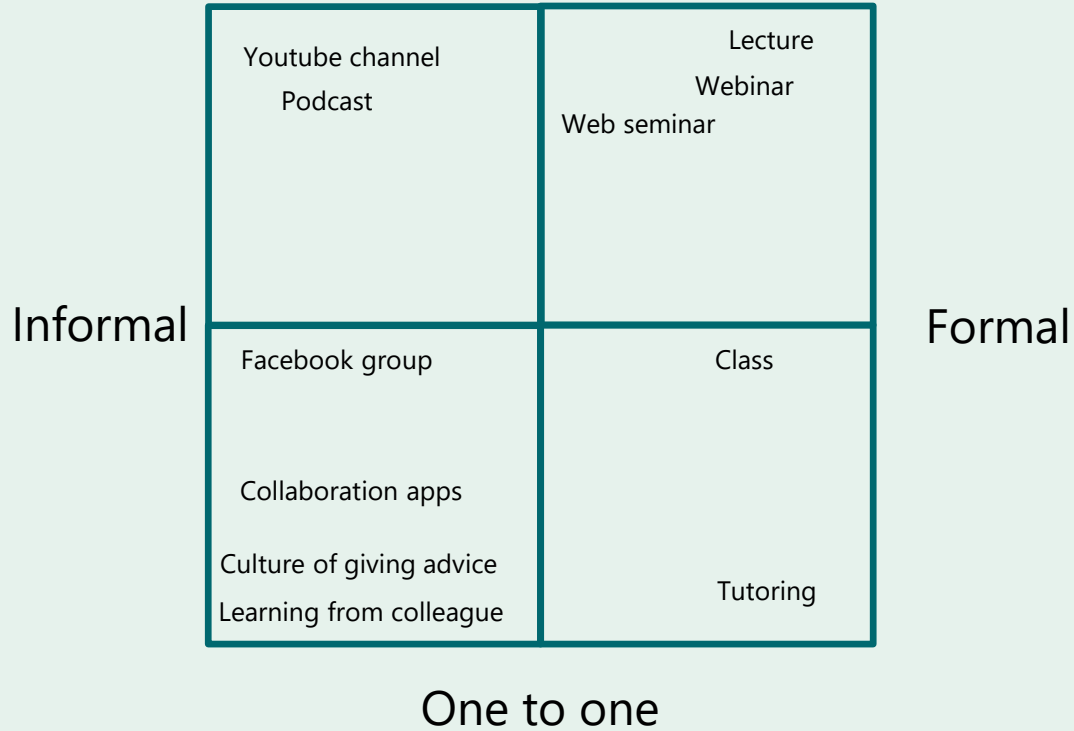 Youtube channel
Podcast
Lecture
Webinar
Web seminar
Informal
Formal
Facebook group
Collaboration apps
Culture of giving advice
Learning from colleague
Class
Tutoring
One to one